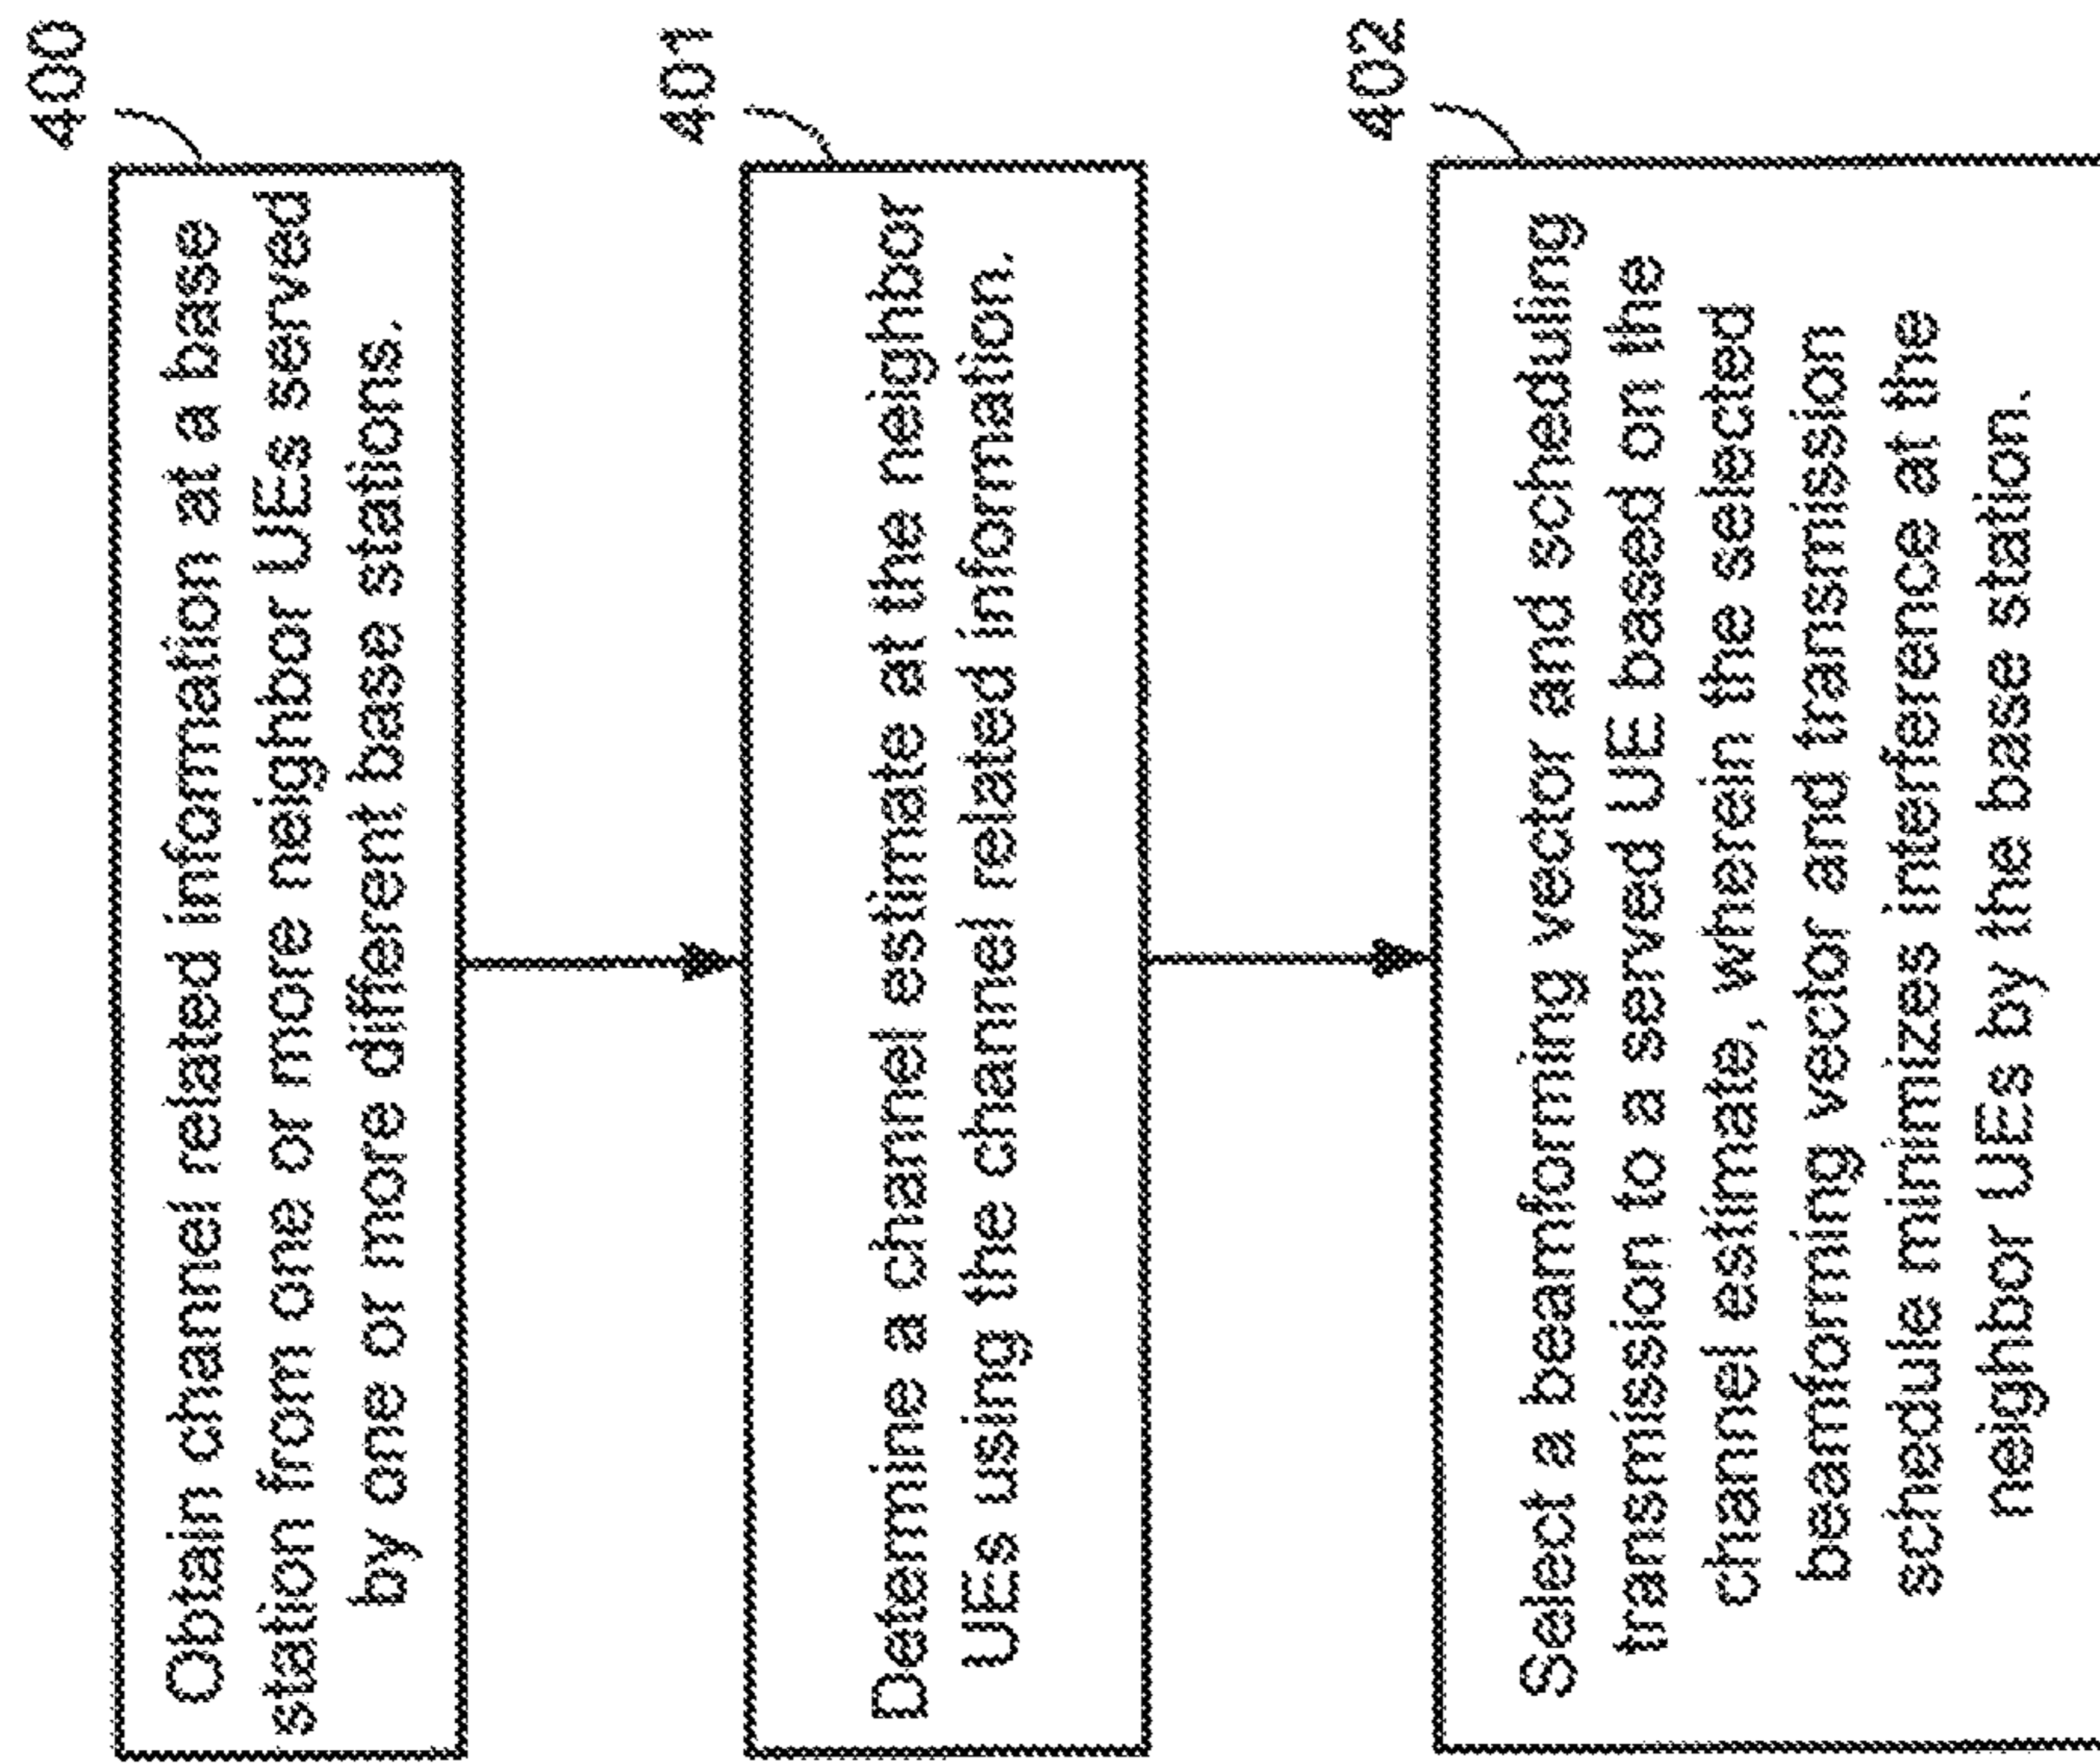 400
Obtain channel related information at a base
station from one or more neighbor UEs served
by one or more different base stations.
401
Determine a channel estimate at the neighbor
UEs using the channel related information.
402
Select a beamforming vector and scheduling
transmission to a served UE based on the
channel estimate, wherein the selected
beamforming vector and transmission
schedule minimizes interference at the
neighbor UEs by the base station.